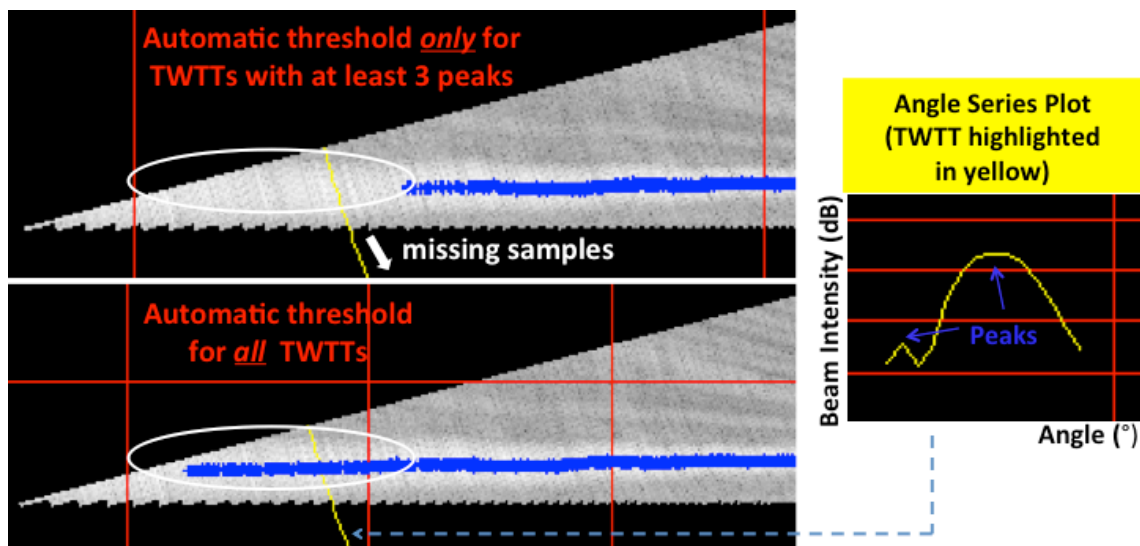 Automatic threshold only for
TWTTs with at least 3 peaks
missing samples
Automatic threshold
for all TWTTs
Angle Series Plot
(TWTT highlighted
in yellow)
Beam Intensity (dB)
Peaks
Angle (°)